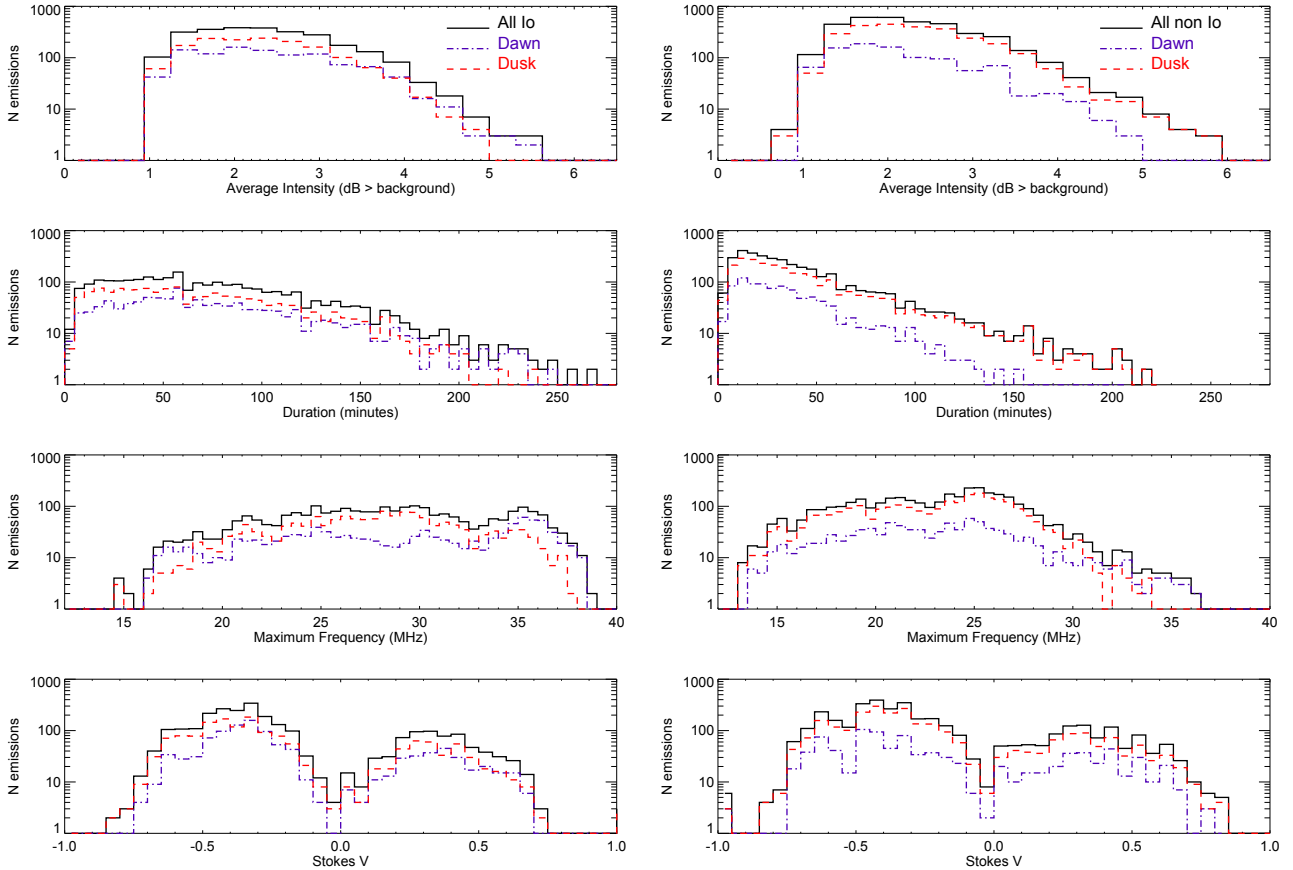 All Io
Dawn
Dusk
N emissions
1000
100
10
1
0 1 2 3 4 5 6
Average Intensity (dB > background)
All non Io
Dawn
Dusk
N emissions
1000
100
10
1
0 1 2 3 4 5 6
Average Intensity (dB > background)
N emissions
1000
100
10
1
0 50 100 150 200 250
Duration (minutes)
N emissions
1000
100
10
1
0 50 100 150 200 250
Duration (minutes)
N emissions
1000
100
10
1
15 20 25 30 35 40
Maximum Frequency (MHz)
N emissions
1000
100
10
1
15 20 25 30 35 40
Maximum Frequency (MHz)
N emissions
1000
100
10
1
-1.0 -0.5 0.0 0.5 1.0
Stokes V
N emissions
1000
100
10
1
-1.0 -0.5 0.0 0.5 1.0
Stokes V